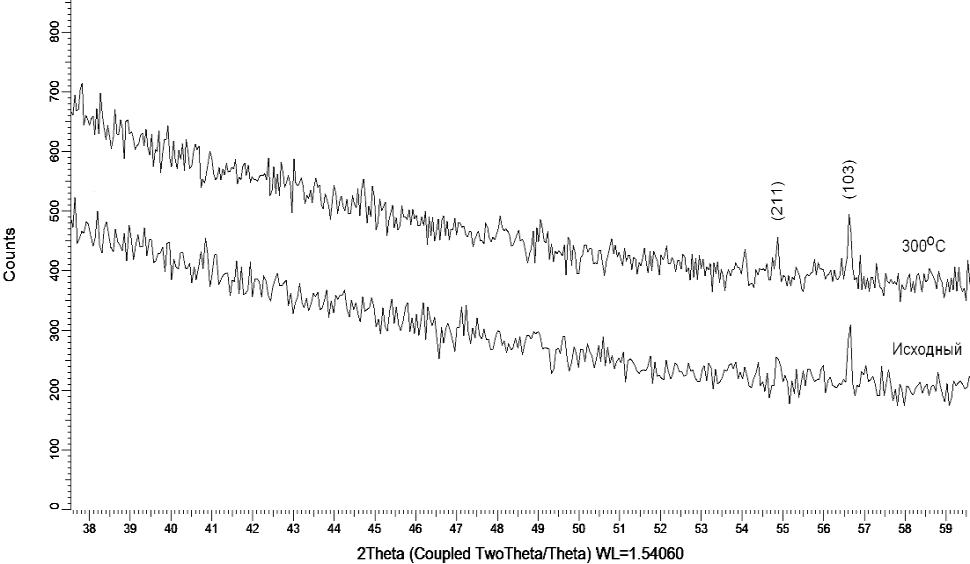 800
700
600
500
400
300
200
100
0
Counts
(211)
(103)
300°C
Исходный
38 39 40 41 42 43 44 45 46 47 48 49 50 51 52 53 54 55 56 57 58 59
2Theta (Coupled TwoTheta/Theta) WL=1.54060